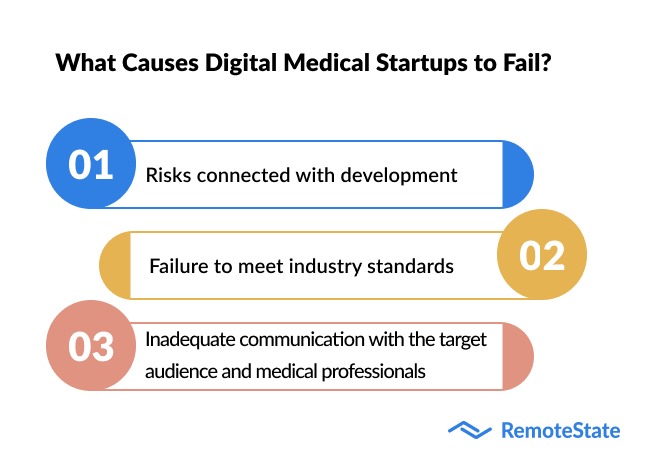 What Causes Digital Medical Startups to Fail?
01
Risks connected with development
Failure to meet industry standards
02
03
Inadequate communication with the target
audience and medical professionals
RemoteState